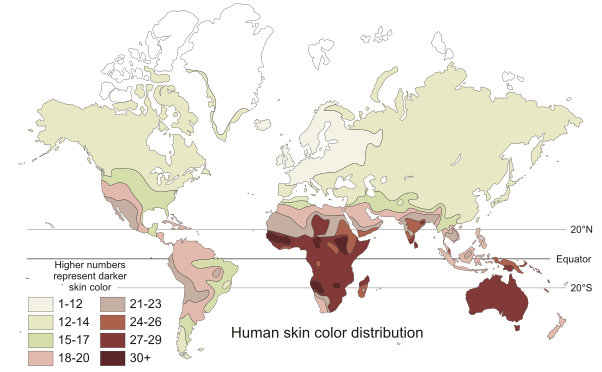 20°N
Equator
20°S
Higher numbers
represent darker
skin color
1-12
12-14
15-17
18-20
21-23
24-26
27-29
30+
Human skin color distribution